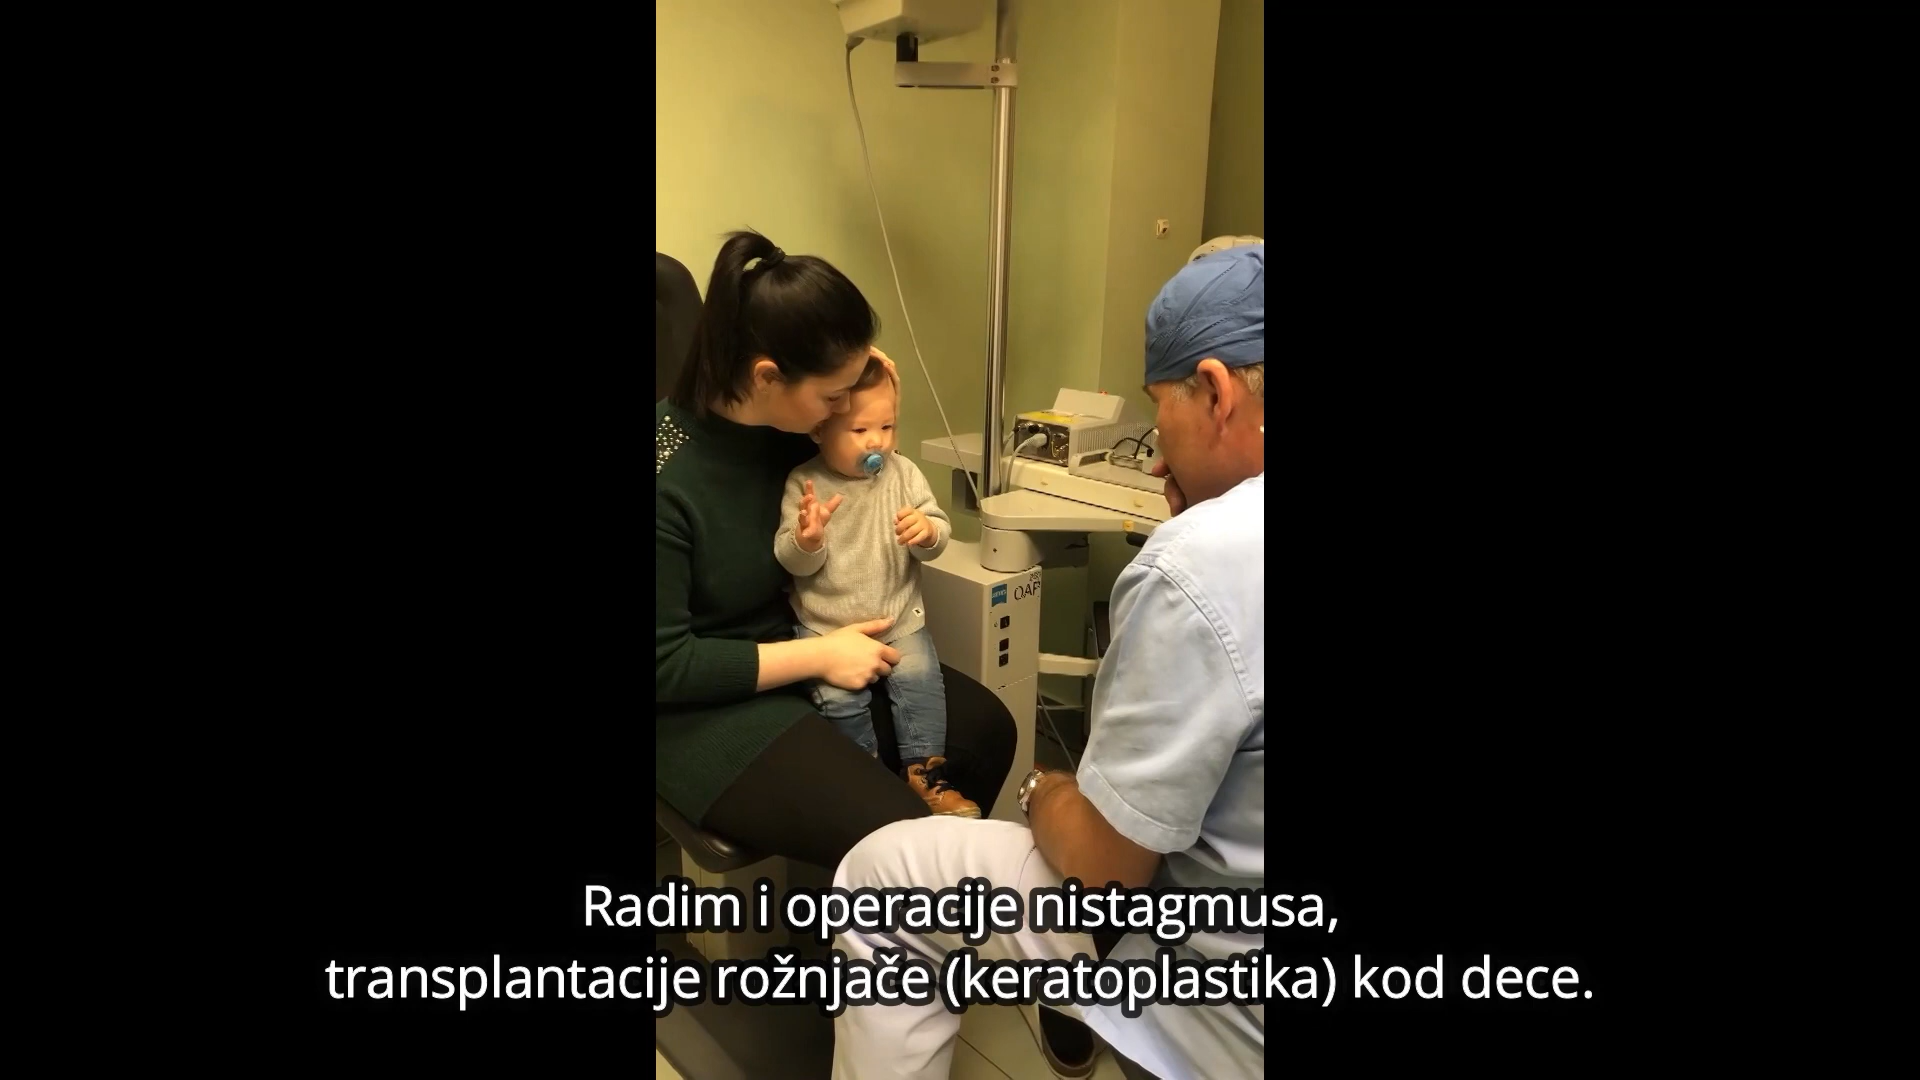 Radim i operacije nistagmusa,
transplantacije rožnjače (keratoplastika) kod dece.